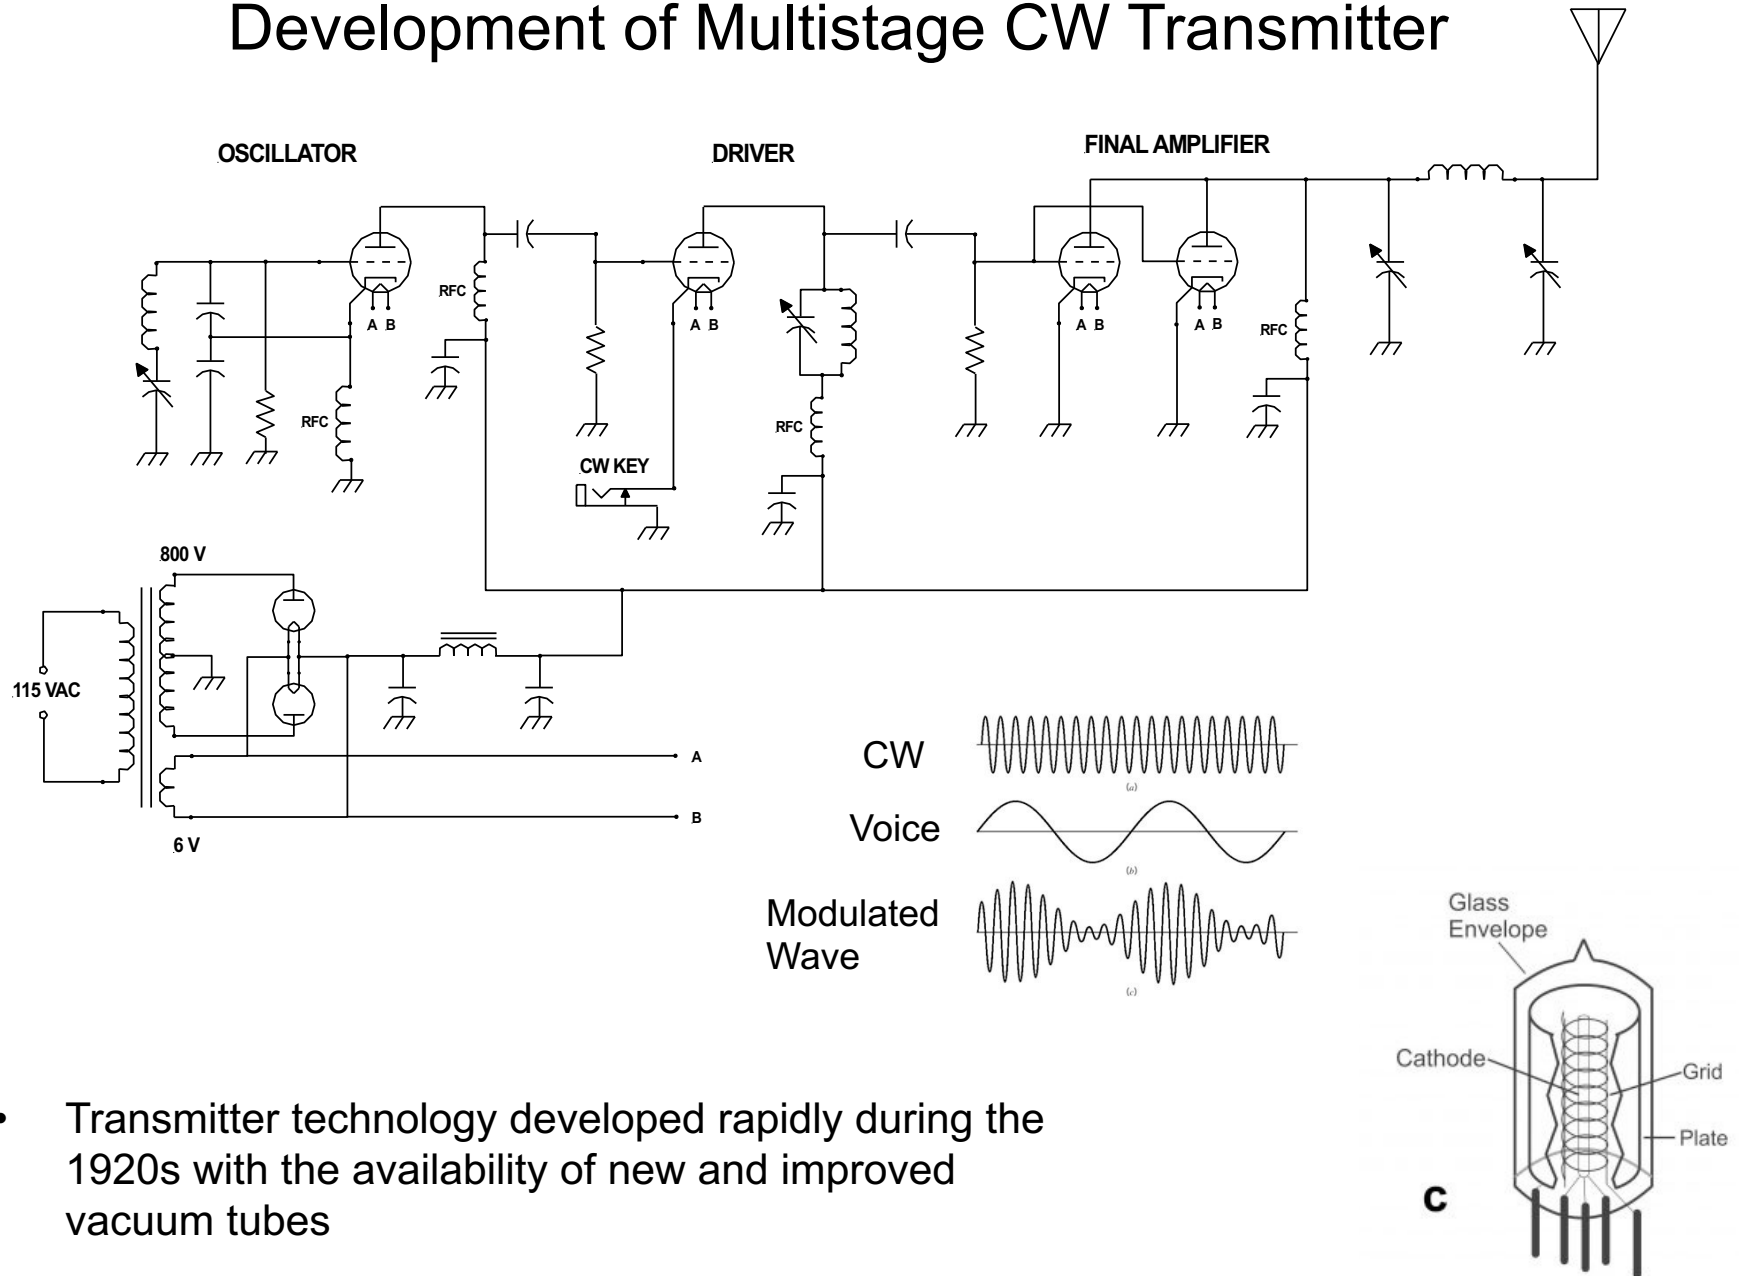 Development of Multistage CW Transmitter
OSCILLATOR
DRIVER
FINAL AMPLIFIER
RFC
A B
A B
A B
A B
RFC
RFC
RFC
CW KEY
800 V
115 VAC
A
B
6 V
CW
(a)
Voice
(b)
Modulated
Wave
(c)
Glass
Envelope
Cathode
Grid
Plate
c
• Transmitter technology developed rapidly during the
1920s with the availability of new and improved
vacuum tubes